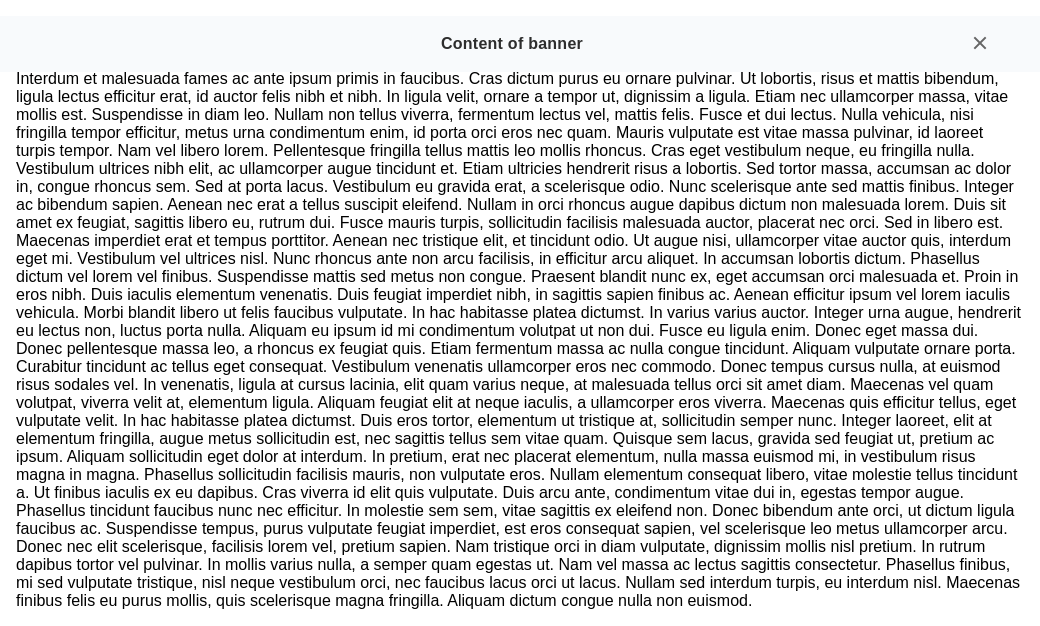 Content of banner
Interdum et malesuada fames ac ante ipsum primis in faucibus. Cras dictum purus eu ornare pulvinar. Ut lobortis, risus et mattis bibendum,
ligula lectus efficitur erat, id auctor felis nibh et nibh. In ligula velit, ornare a tempor ut, dignissim a ligula. Etiam nec ullamcorper massa, vitae
mollis est. Suspendisse in diam leo. Nullam non tellus viverra, fermentum lectus vel, mattis felis. Fusce et dui lectus. Nulla vehicula, nisi
fringilla tempor efficitur, metus urna condimentum enim, id porta orci eros nec quam. Mauris vulputate est vitae massa pulvinar, id laoreet
turpis tempor. Nam vel libero lorem. Pellentesque fringilla tellus mattis leo mollis rhoncus. Cras eget vestibulum neque, eu fringilla nulla.
Vestibulum ultrices nibh elit, ac ullamcorper augue tincidunt et. Etiam ultricies hendrerit risus a lobortis. Sed tortor massa, accumsan ac dolor
in, congue rhoncus sem. Sed at porta lacus. Vestibulum eu gravida erat, a scelerisque odio. Nunc scelerisque ante sed mattis finibus. Integer
ac bibendum sapien. Aenean nec erat a tellus suscipit eleifend. Nullam in orci rhoncus augue dapibus dictum non malesuada lorem. Duis sit
amet ex feugiat, sagittis libero eu, rutrum dui. Fusce mauris turpis, sollicitudin facilisis malesuada auctor, placerat nec orci. Sed in libero est.
Maecenas imperdiet erat et tempus porttitor. Aenean nec tristique elit, et tincidunt odio. Ut augue nisi, ullamcorper vitae auctor quis, interdum
eget mi. Vestibulum vel ultrices nisl. Nunc rhoncus ante non arcu facilisis, in efficitur arcu aliquet. In accumsan lobortis dictum. Phasellus
dictum vel lorem vel finibus. Suspendisse mattis sed metus non congue. Praesent blandit nunc ex, eget accumsan orci malesuada et. Proin in
eros nibh. Duis iaculis elementum venenatis. Duis feugiat imperdiet nibh, in sagittis sapien finibus ac. Aenean efficitur ipsum vel lorem iaculis
vehicula. Morbi blandit libero ut felis faucibus vulputate. In hac habitasse platea dictumst. In varius varius auctor. Integer urna augue, hendrerit
eu lectus non, luctus porta nulla. Aliquam eu ipsum id mi condimentum volutpat ut non dui. Fusce eu ligula enim. Donec eget massa dui.
Donec pellentesque massa leo, a rhoncus ex feugiat quis. Etiam fermentum massa ac nulla congue tincidunt. Aliquam vulputate ornare porta.
Curabitur tincidunt ac tellus eget consequat. Vestibulum venenatis ullamcorper eros nec commodo. Donec tempus cursus nulla, at euismod
risus sodales vel. In venenatis, ligula at cursus lacinia, elit quam varius neque, at malesuada tellus orci sit amet diam. Maecenas vel quam
volutpat, viverra velit at, elementum ligula. Aliquam feugiat elit at neque iaculis, a ullamcorper eros viverra. Maecenas quis efficitur tellus, eget
vulputate velit. In hac habitasse platea dictumst. Duis eros tortor, elementum ut tristique at, sollicitudin semper nunc. Integer laoreet, elit at
elementum fringilla, augue metus sollicitudin est, nec sagittis tellus sem vitae quam. Quisque sem lacus, gravida sed feugiat ut, pretium ac
ipsum. Aliquam sollicitudin eget dolor at interdum. In pretium, erat nec placerat elementum, nulla massa euismod mi, in vestibulum risus
magna in magna. Phasellus sollicitudin facilisis mauris, non vulputate eros. Nullam elementum consequat libero, vitae molestie tellus tincidunt
a. Ut finibus iaculis ex eu dapibus. Cras viverra id elit quis vulputate. Duis arcu ante, condimentum vitae dui in, egestas tempor augue.
Phasellus tincidunt faucibus nunc nec efficitur. In molestie sem sem, vitae sagittis ex eleifend non. Donec bibendum ante orci, ut dictum ligula
faucibus ac. Suspendisse tempus, purus vulputate feugiat imperdiet, est eros consequat sapien, vel scelerisque leo metus ullamcorper arcu.
Donec nec elit scelerisque, facilisis lorem vel, pretium sapien. Nam tristique orci in diam vulputate, dignissim mollis nisl pretium. In rutrum
dapibus tortor vel pulvinar. In mollis varius nulla, a semper quam egestas ut. Nam vel massa ac lectus sagittis consectetur. Phasellus finibus,
mi sed vulputate tristique, nisl neque vestibulum orci, nec faucibus lacus orci ut lacus. Nullam sed interdum turpis, eu interdum nisl. Maecenas
finibus felis eu purus mollis, quis scelerisque magna fringilla. Aliquam dictum congue nulla non euismod.